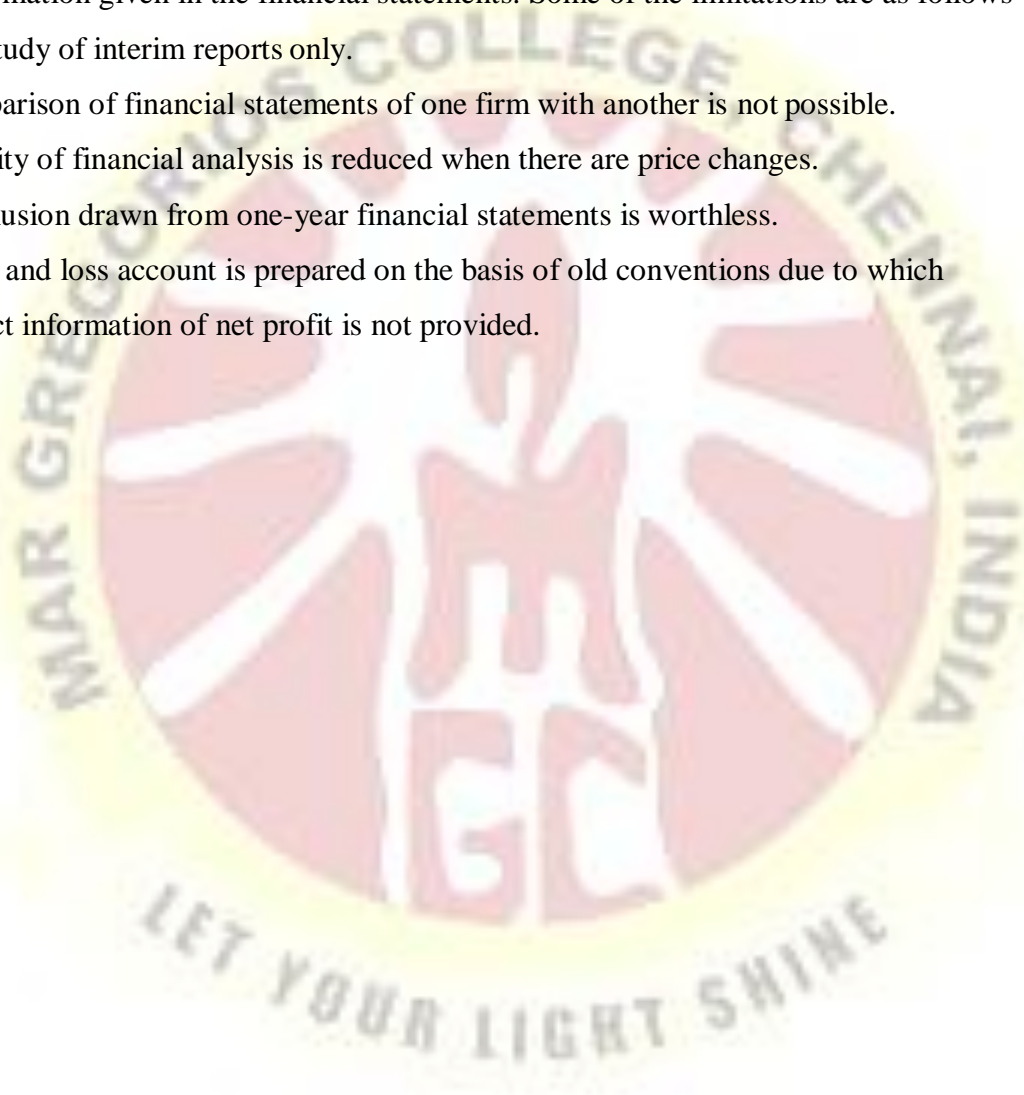 mation given in the financial statements. Some of the limitations are as follows
tudy of interim reports only.
parison of financial statements of one firm with another is not possible.
ity of financial analysis is reduced when there are price changes.
lusion drawn from one-year financial statements is worthless.
and loss account is prepared on the basis of old conventions due to which
ct information of net profit is not provided.
MAR GREGORIOS COLLEGE, CHENNAI, INDIA
MGC
LET YOUR LIGHT SHINE